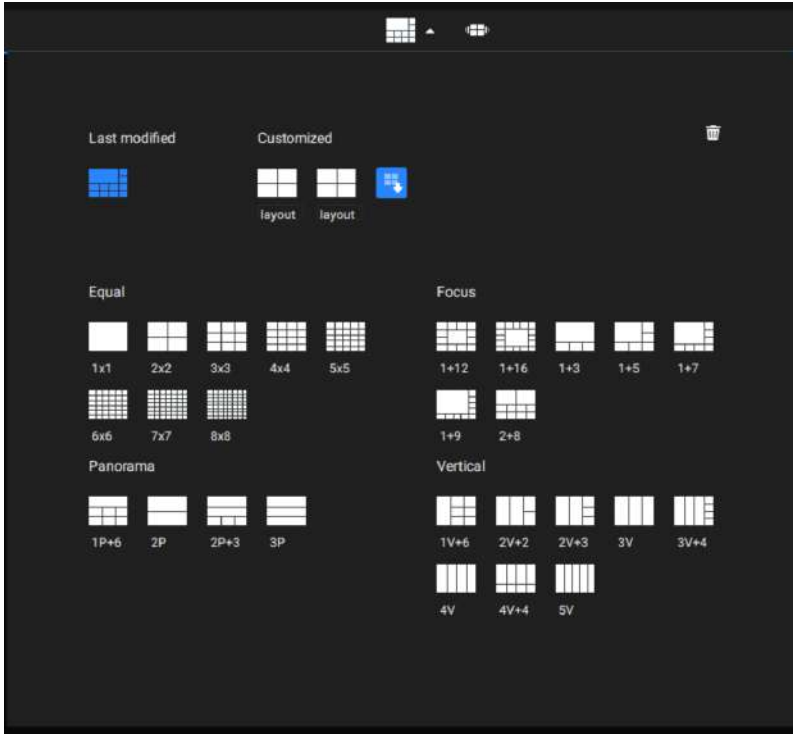 Last modified
Customized
layout layout
Equal
1x1 2x2 3x3 4x4 5x5
6x6 7x7 8x8
Focus
1+12 1+16 1+3 1+5 1+7
1+9 2+8
Panorama
1P+6 2P 2P+3 3P
Vertical
1V+6 2V+2 2V+3 3V 3V+4
4V 4V+4 5V